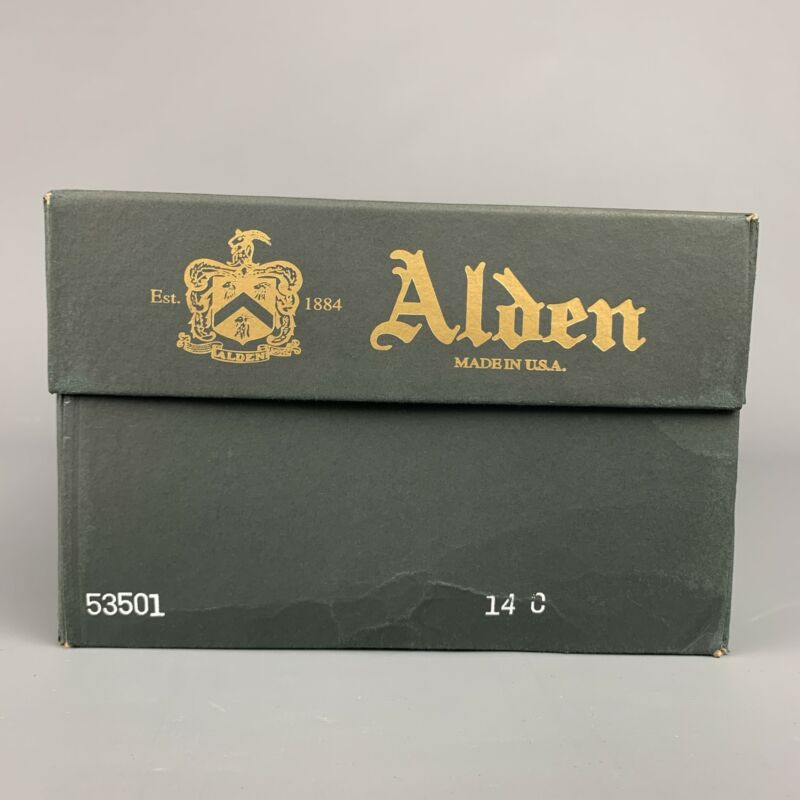 Est. 1884
ALDEN
Alden
MADE IN U.S.A.
53501 14 C